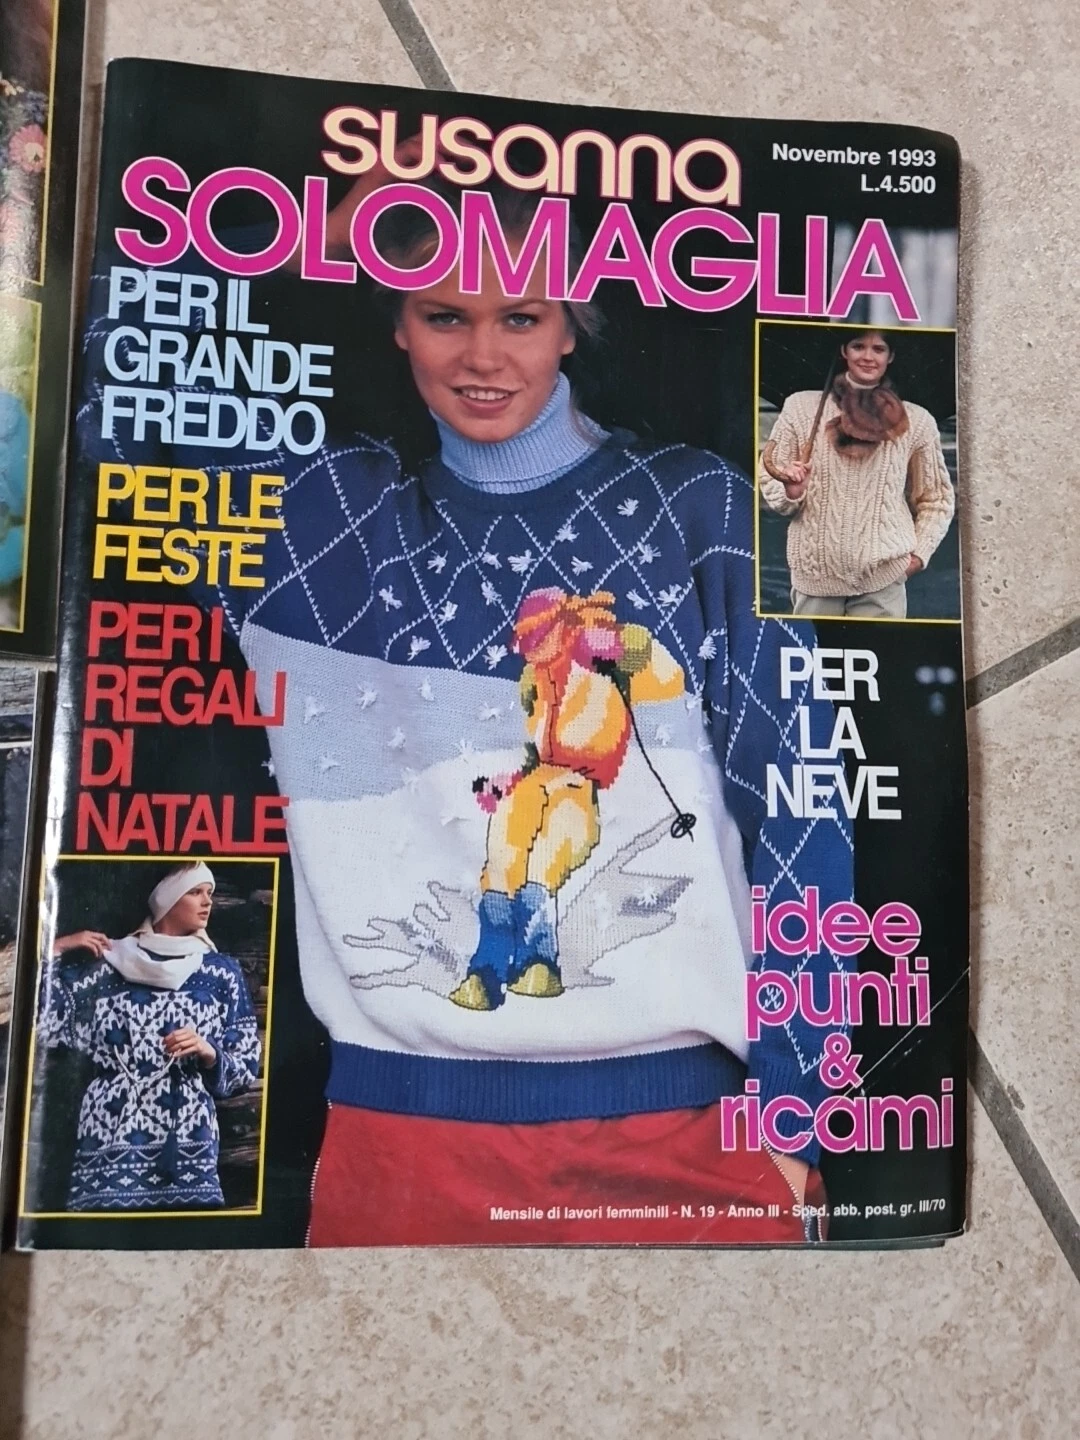 susanna
SOLOMAGLIA
Novembre 1993
L.4.500
PER IL
GRANDE
FREDDO
PER LE
FESTE
PER I
REGALI
DI
NATALE
PER
LA
NEVE
idee
punti
&
ricami
Mensile di lavori femminili - N. 19 - Anno III - Sped. abb. post. gr. III/70